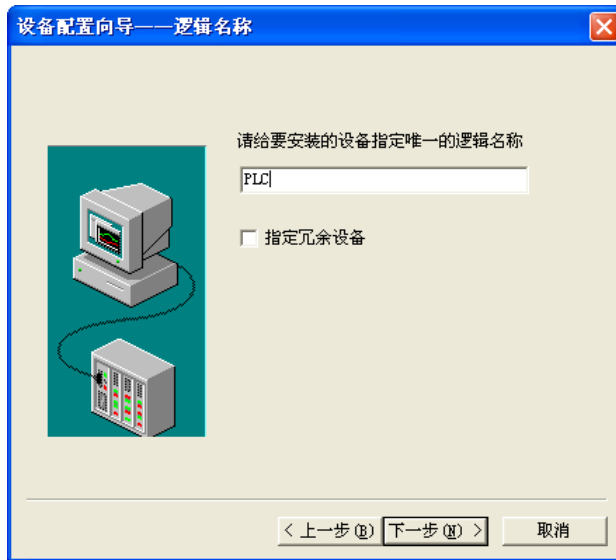 设备配置向导——逻辑名称
请给要安装的设备指定唯一的逻辑名称
PLC
指定冗余设备
< 上一步(B) 下一步(N) > 取消